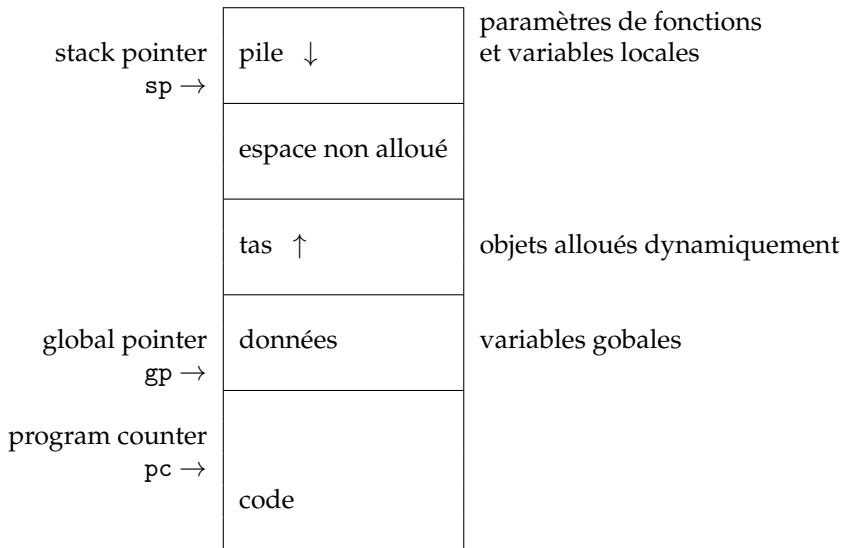 paramètres de fonctions
stack pointer pile ↓ et variables locales
sp →
espace non alloué
tas ↑ objets alloués dynamiquement
global pointer données variables gobales
gp →
program counter
pc →
code